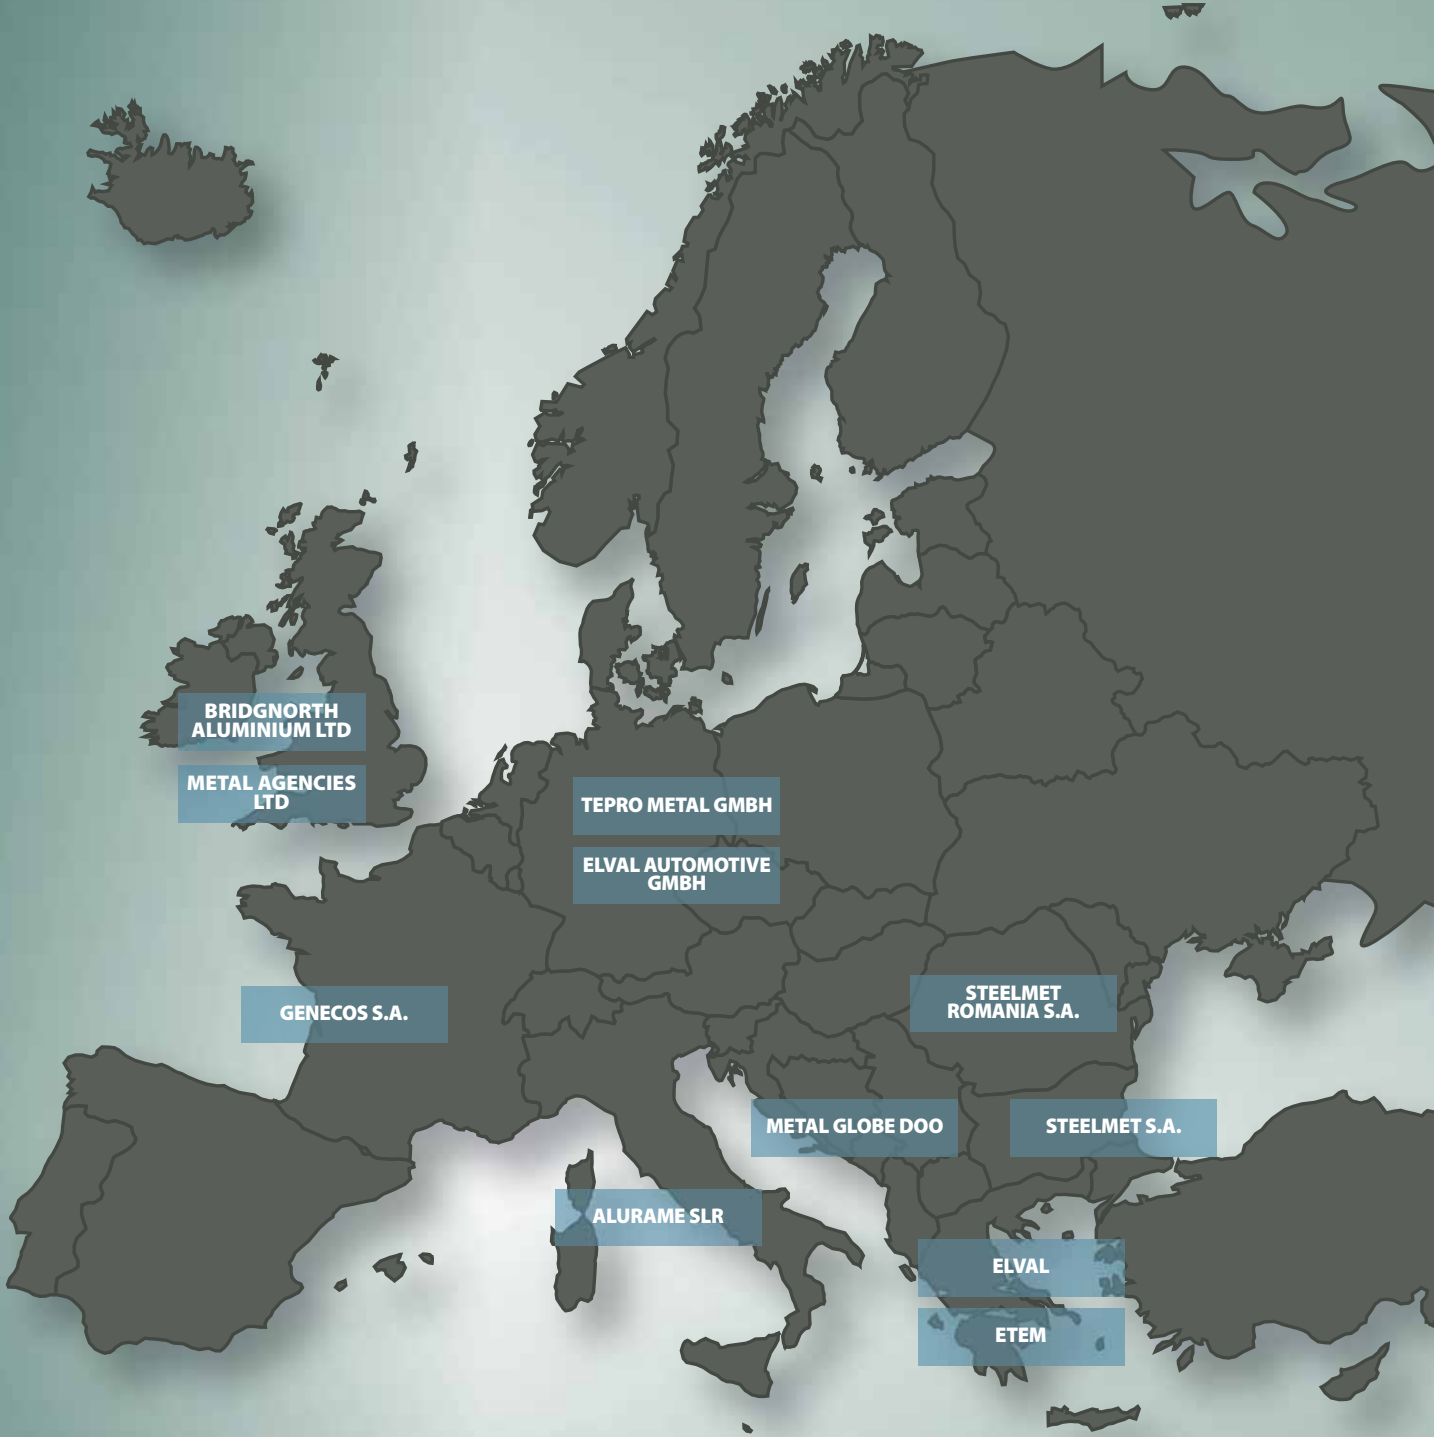 BRIDGNORTH
ALUMINIUM LTD
METAL AGENCIES
LTD
TEPRO METAL GMBH
ELVAL AUTOMOTIVE
GMBH
GENECOS S.A.
STEELMET
ROMANIA S.A.
METAL GLOBE DOO
STEELMET S.A.
ALURAME SLR
ELVAL
ETEM